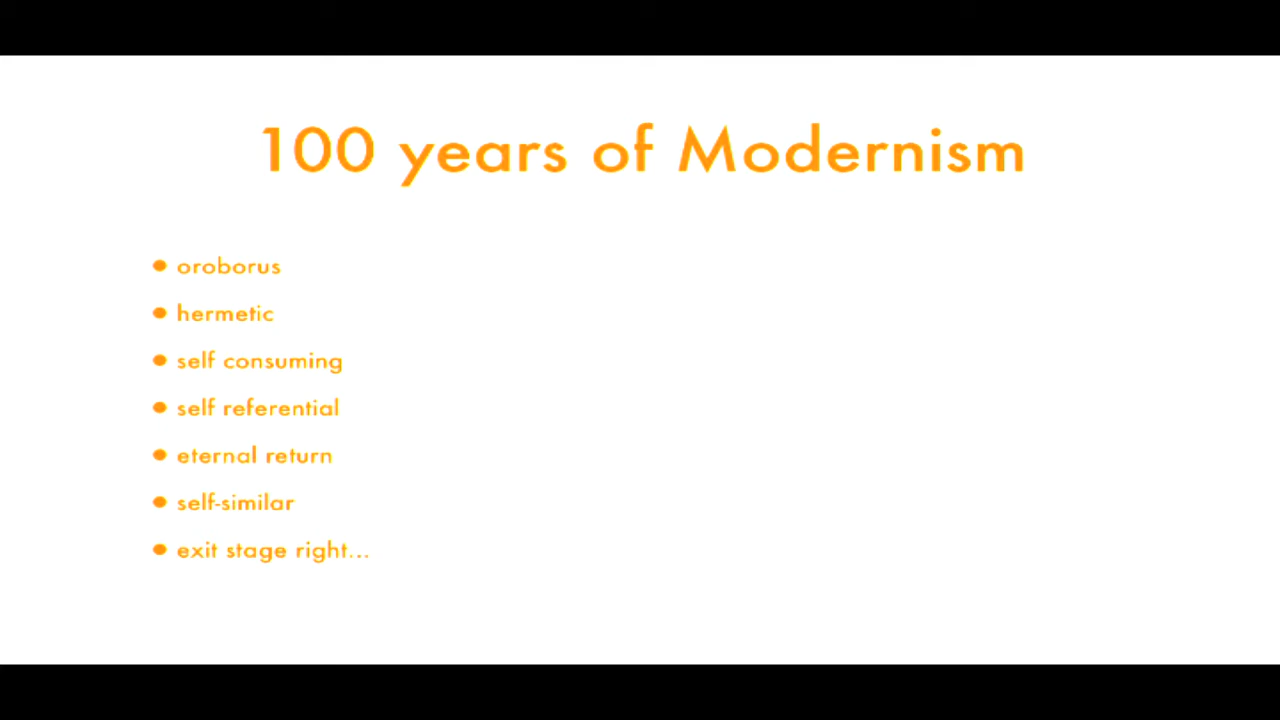 100 years of Modernism
• oroborus
• hermetic
• self consuming
• self referential
• eternal return
• self-similar
• exit stage right...